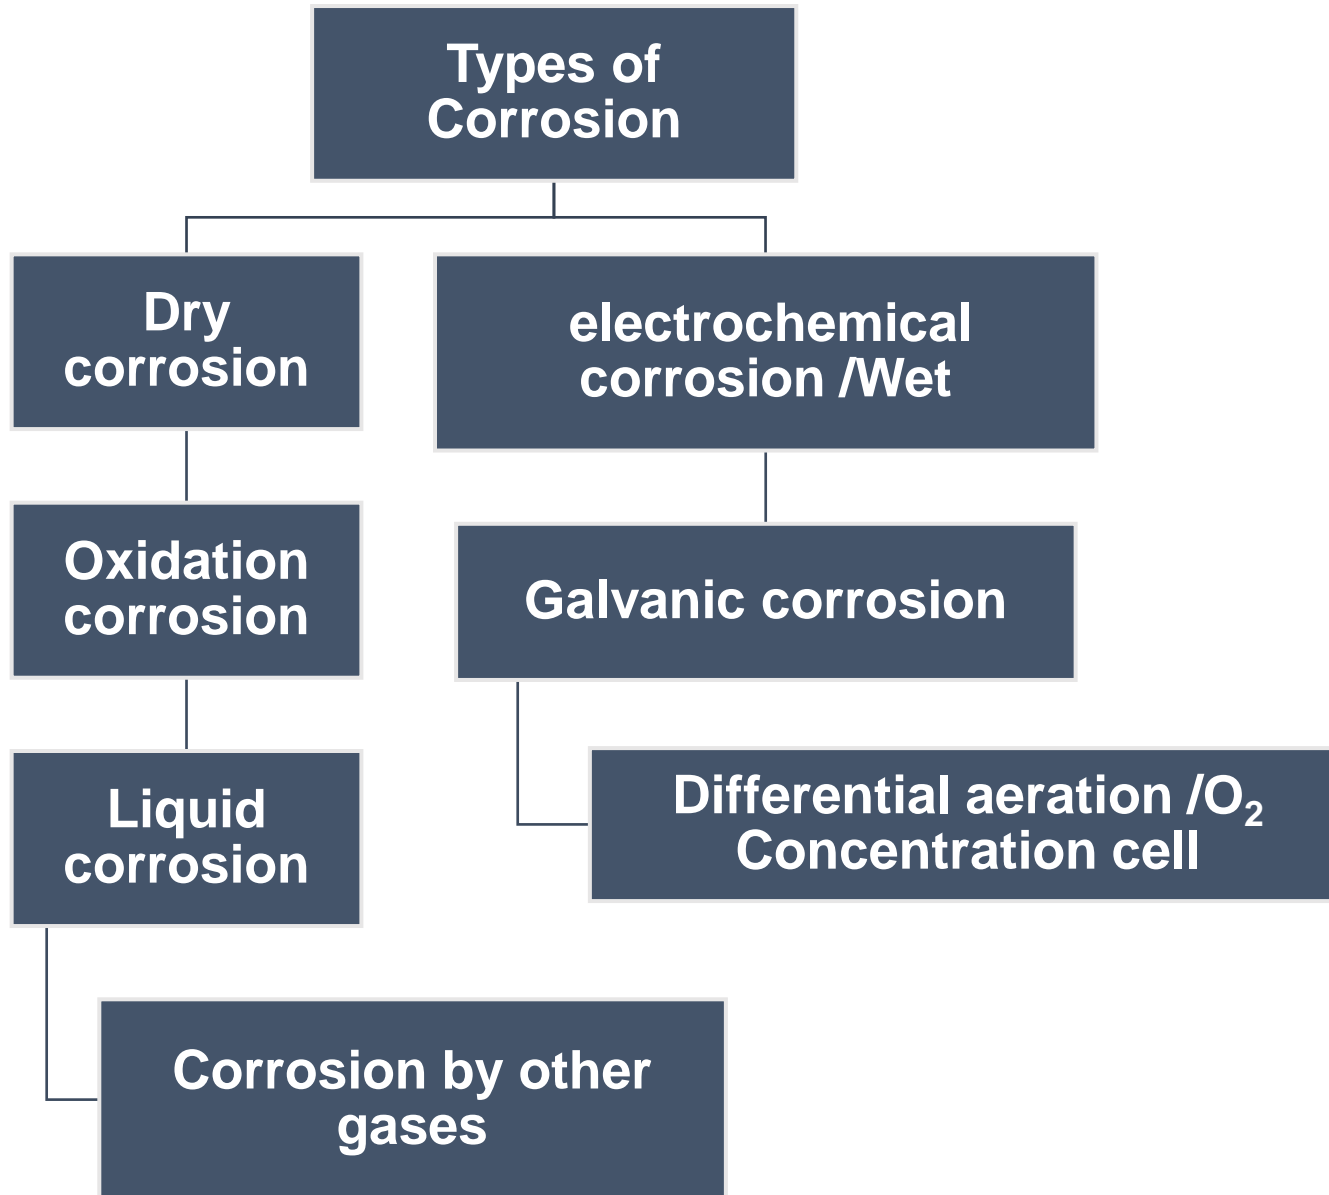 Types of
Corrosion
Dry
corrosion
electrochemical
corrosion /Wet
Oxidation
corrosion
Galvanic corrosion
Liquid
corrosion
Differential aeration /O₂
Concentration cell
Corrosion by other
gases